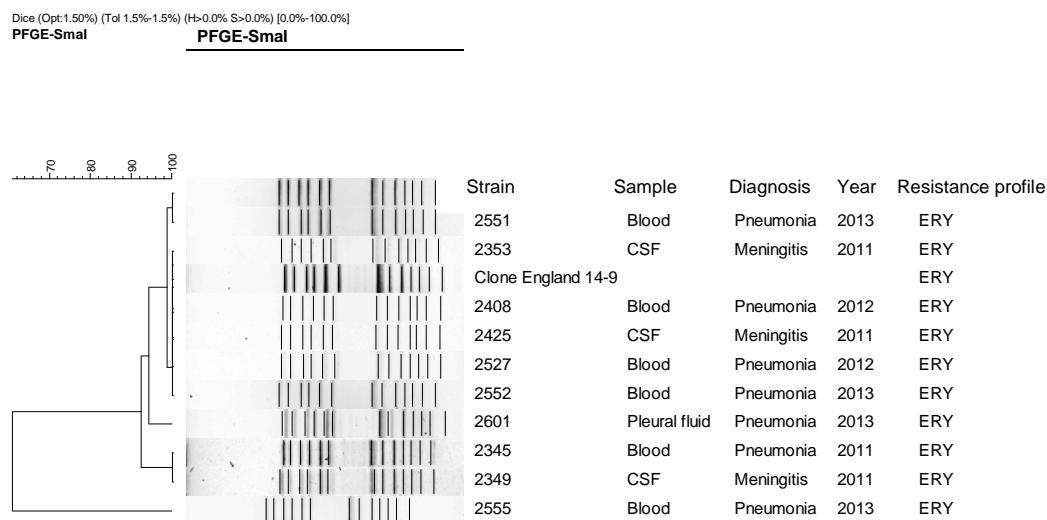 Dice (Opt:1.50%) (Tol 1.5%-1.5%) (H>0.0% S>0.0%) [0.0%-100.0%]
PFGE-SmaI PFGE-SmaI
70 80 90 100
Strain Sample Diagnosis Year Resistance profile
2551 Blood Pneumonia 2013 ERY
2353 CSF Meningitis 2011 ERY
Clone England 14-9 ERY
2408 Blood Pneumonia 2012 ERY
2425 CSF Meningitis 2011 ERY
2527 Blood Pneumonia 2012 ERY
2552 Blood Pneumonia 2013 ERY
2601 Pleural fluid Pneumonia 2013 ERY
2345 Blood Pneumonia 2011 ERY
2349 CSF Meningitis 2011 ERY
2555 Blood Pneumonia 2013 ERY